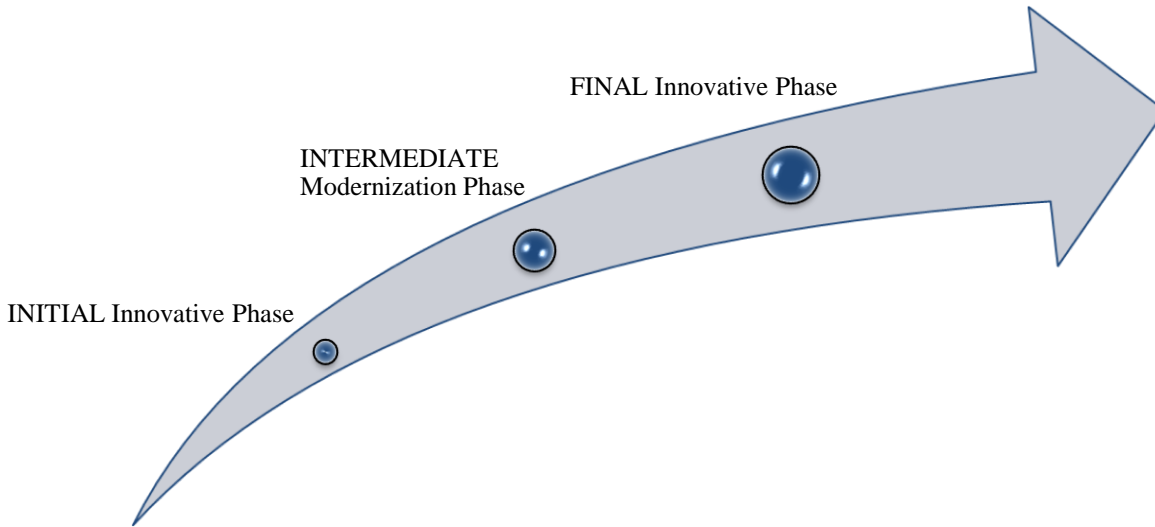 FINAL Innovative Phase
INTERMEDIATE
Modernization Phase
INITIAL Innovative Phase